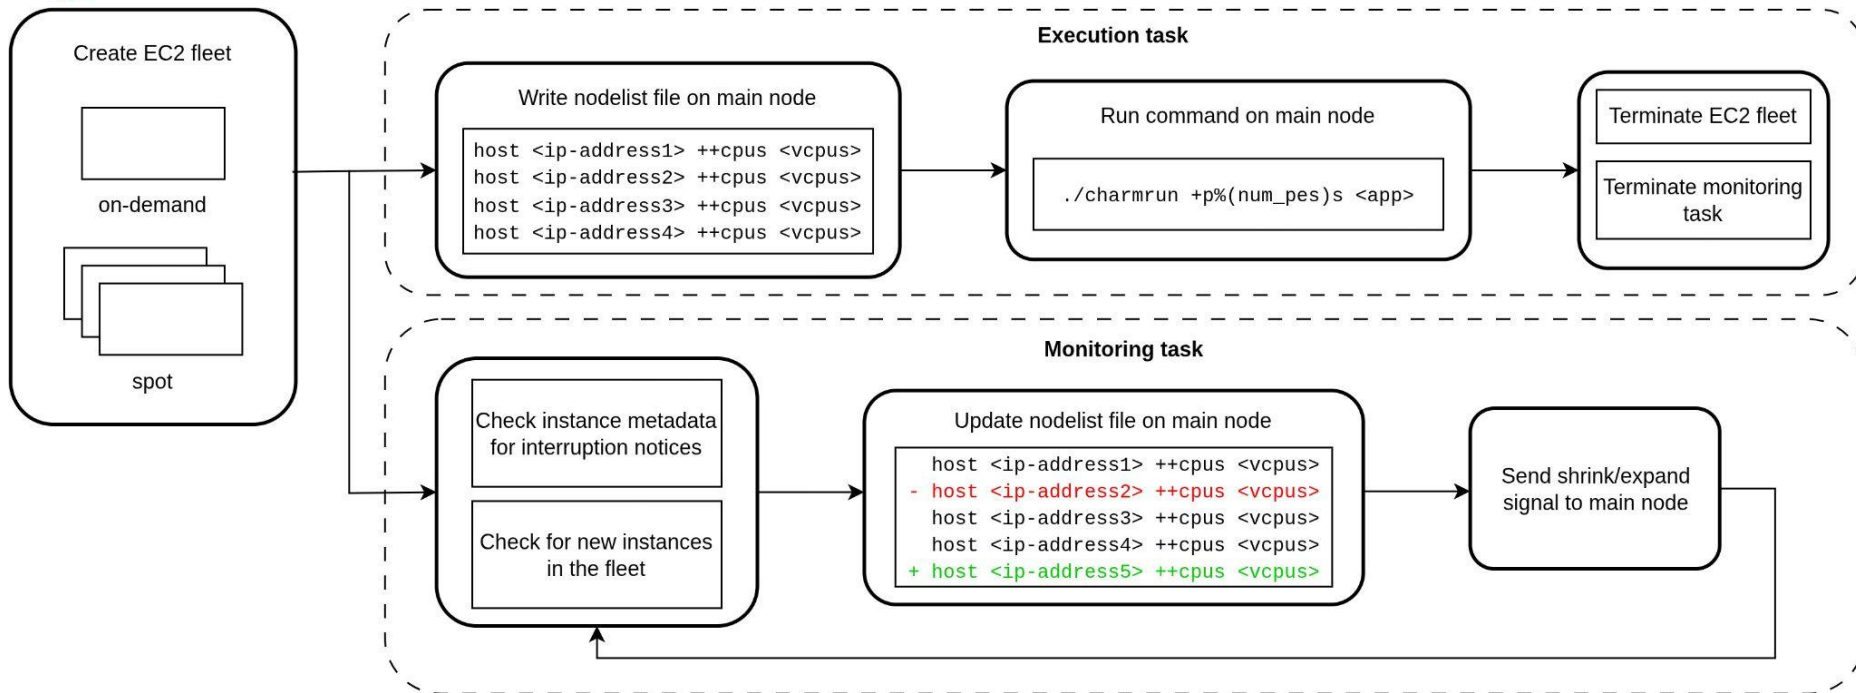 Create EC2 fleet
on-demand
spot
Execution task
Write nodelist file on main node
host <ip-address1> ++cpus <vcpus>
host <ip-address2> ++cpus <vcpus>
host <ip-address3> ++cpus <vcpus>
host <ip-address4> ++cpus <vcpus>
Run command on main node
./charmrun +p%(num_pes)s <app>
Terminate EC2 fleet
Terminate monitoring
task
Monitoring task
Check instance metadata
for interruption notices
Check for new instances
in the fleet
Update nodelist file on main node
host <ip-address1> ++cpus <vcpus>
- host <ip-address2> ++cpus <vcpus>
host <ip-address3> ++cpus <vcpus>
host <ip-address4> ++cpus <vcpus>
+ host <ip-address5> ++cpus <vcpus>
Send shrink/expand
signal to main node